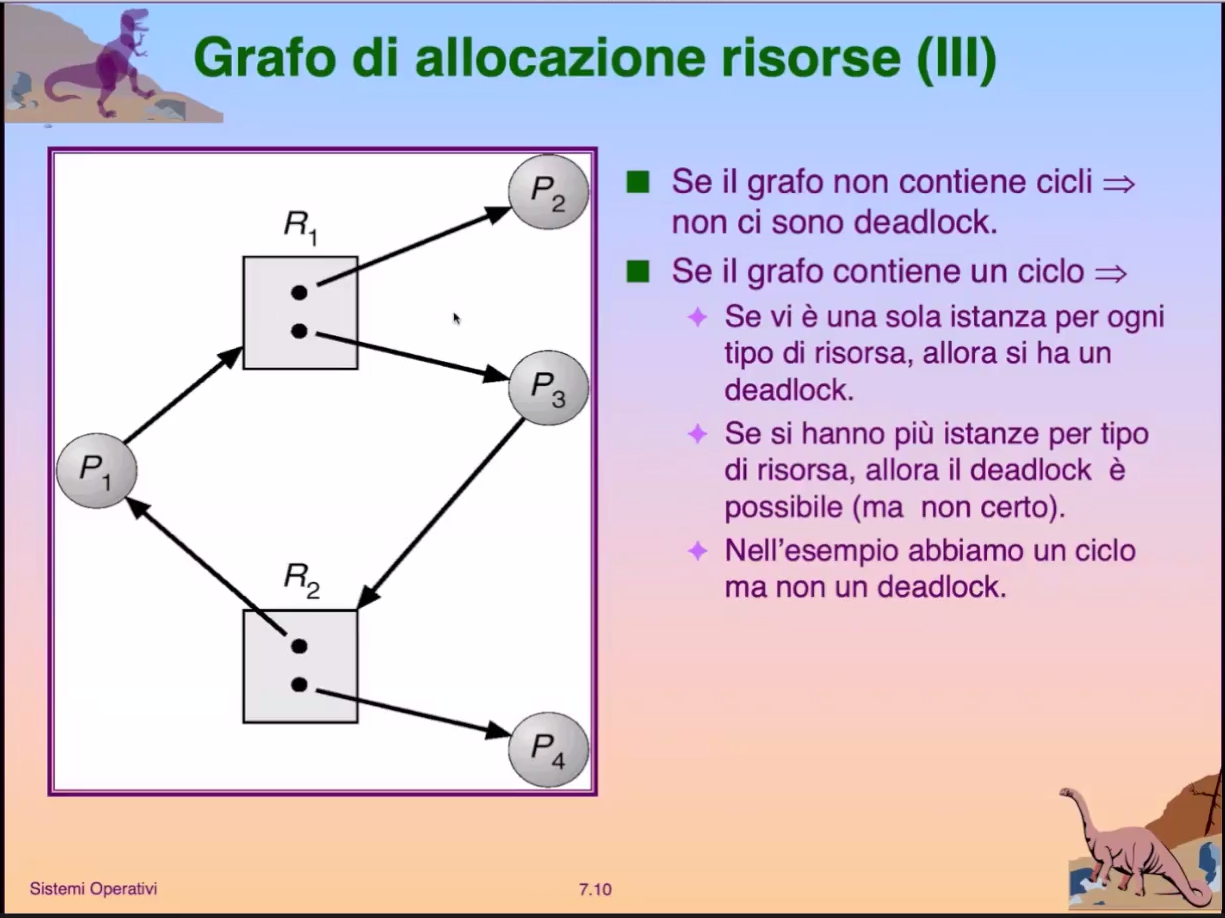 Grafo di allocazione risorse (III)
P2
R1
P3
P1
R2
P4
■ Se il grafo non contiene cicli ⇒
non ci sono deadlock.
■ Se il grafo contiene un ciclo ⇒
✦ Se vi è una sola istanza per ogni
tipo di risorsa, allora si ha un
deadlock.
✦ Se si hanno più istanze per tipo
di risorsa, allora il deadlock è
possibile (ma non certo).
✦ Nell'esempio abbiamo un ciclo
ma non un deadlock.
Sistemi Operativi
7.10